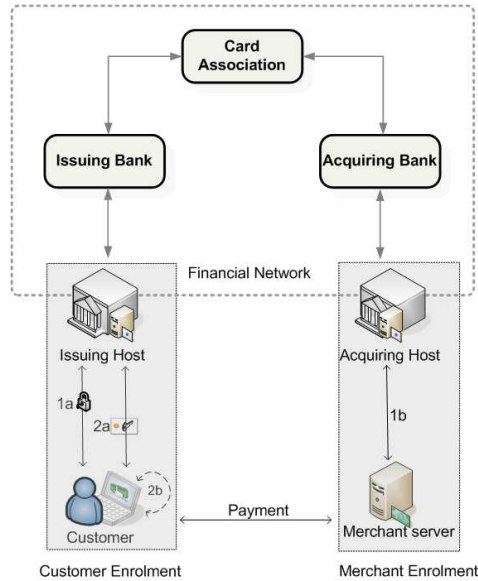 Card
Association
Issuing Bank
Acquiring Bank
Financial Network
Issuing Host
Acquiring Host
1a
2a
1b
2b
Payment
Customer
Merchant server
Customer Enrolment
Merchant Enrolment